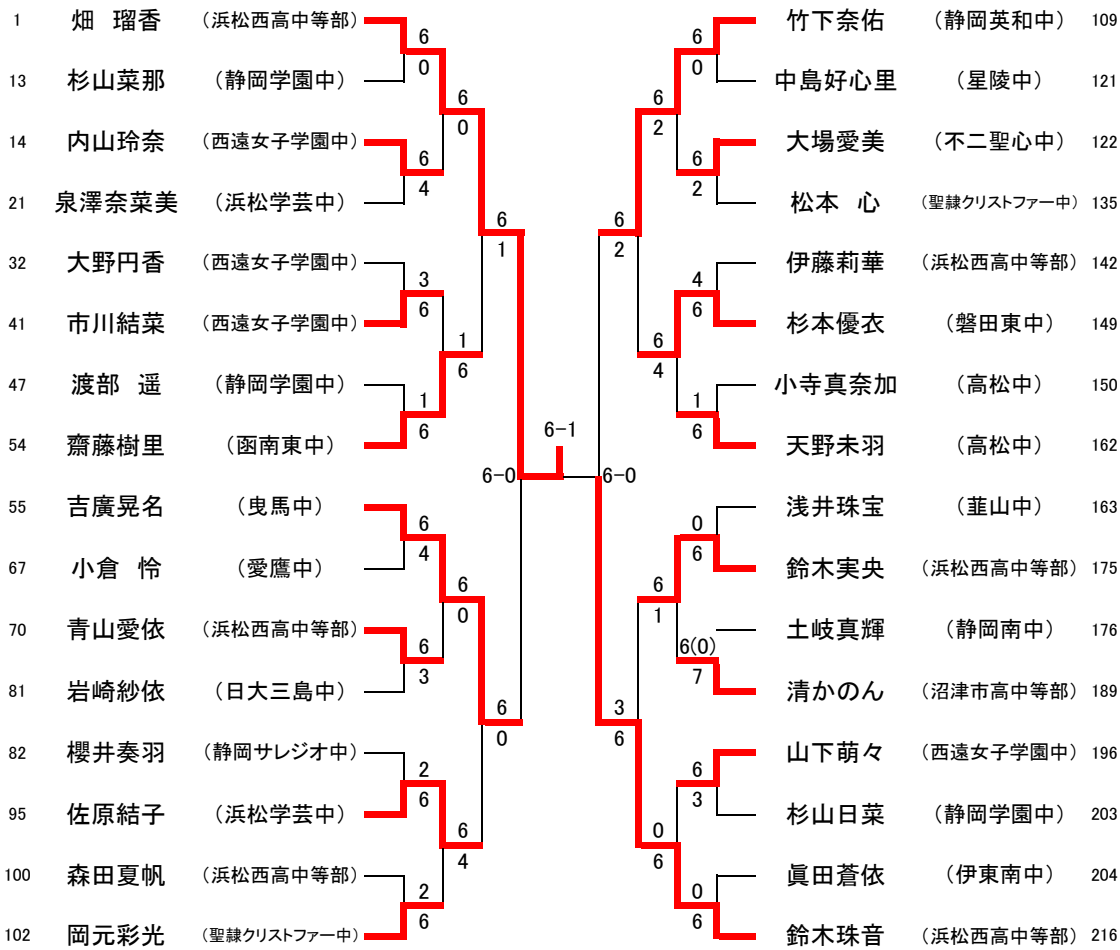 1 畑 瑠香 (浜松西高中等部)
6
0
13 杉山菜那 (静岡学園中)
6
0
14 内山玲奈 (西遠女子学園中)
6
4
21 泉澤奈菜美 (浜松学芸中)
6
1
32 大野円香 (西遠女子学園中)
3
6
41 市川結菜 (西遠女子学園中)
1
6
47 渡部 遥 (静岡学園中)
1
6
54 齋藤樹里 (函南東中)
6-0
55 吉廣晃名 (曳馬中)
6
4
67 小倉 怜 (愛鷹中)
6
0
70 青山愛依 (浜松西高中等部)
6
3
81 岩崎紗依 (日大三島中)
6
0
82 櫻井奏羽 (静岡サレジオ中)
2
6
95 佐原結子 (浜松学芸中)
6
4
100 森田夏帆 (浜松西高中等部)
2
6
102 岡元彩光 (聖隷クリストファー中)
6-1
竹下奈佑 (静岡英和中) 109
6
0
中島好心里 (星陵中) 121
6
2
大場愛美 (不二聖心中) 122
6
2
松本 心 (聖隷クリストファー中) 135
6
2
伊藤莉華 (浜松西高中等部) 142
4
6
杉本優衣 (磐田東中) 149
6
4
小寺真奈加 (高松中) 150
1
6
天野未羽 (高松中) 162
6-0
浅井珠宝 (韮山中) 163
0
6
鈴木実央 (浜松西高中等部) 175
6
1
土岐真輝 (静岡南中) 176
6(0)
7
清かのん (沼津市高中等部) 189
3
6
山下萌々 (西遠女子学園中) 196
6
3
杉山日菜 (静岡学園中) 203
0
6
眞田蒼依 (伊東南中) 204
0
6
鈴木珠音 (浜松西高中等部) 216